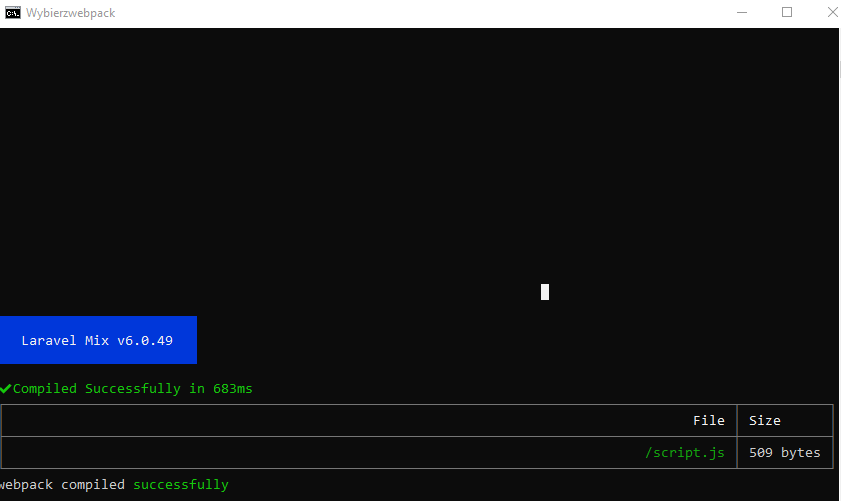 Wybierzwebpack
Laravel Mix v6.0.49
✔Compiled Successfully in 683ms
File Size
/script.js 509 bytes
webpack compiled successfully